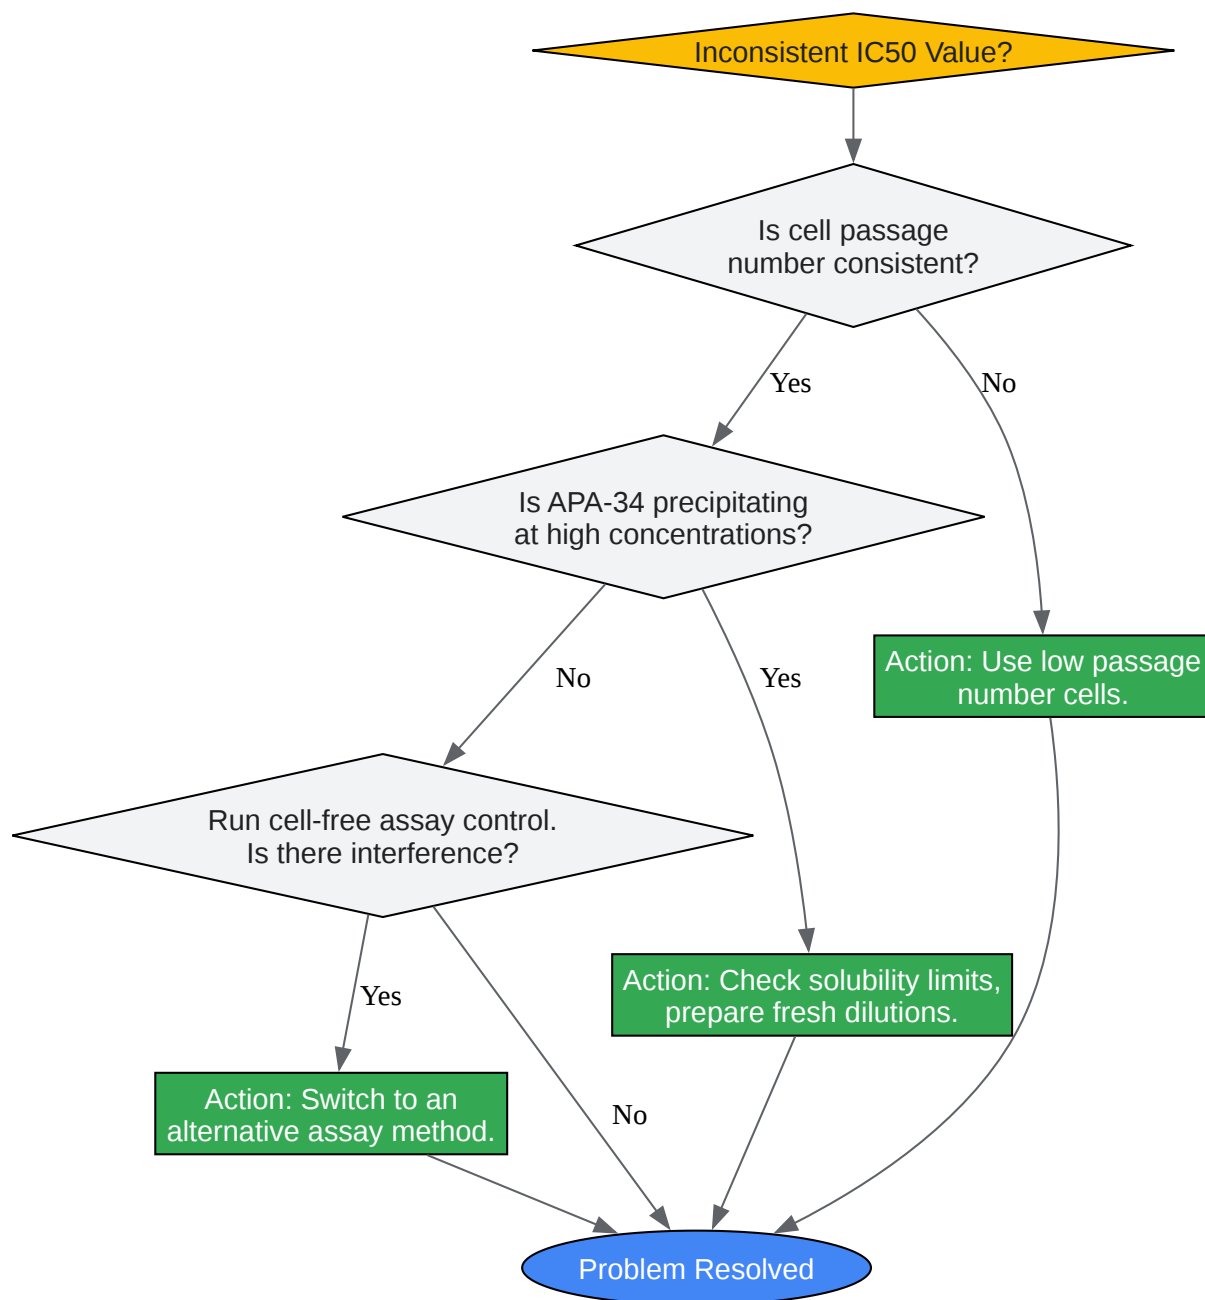 Inconsistent IC50 Value?
Is cell passage
number consistent?
Yes
No
Is APA-34 precipitating
at high concentrations?
No
Yes
Action: Use low passage
number cells.
Run cell-free assay control.
Is there interference?
Yes
Action: Check solubility limits,
prepare fresh dilutions.
Action: Switch to an
alternative assay method.
No
Problem Resolved